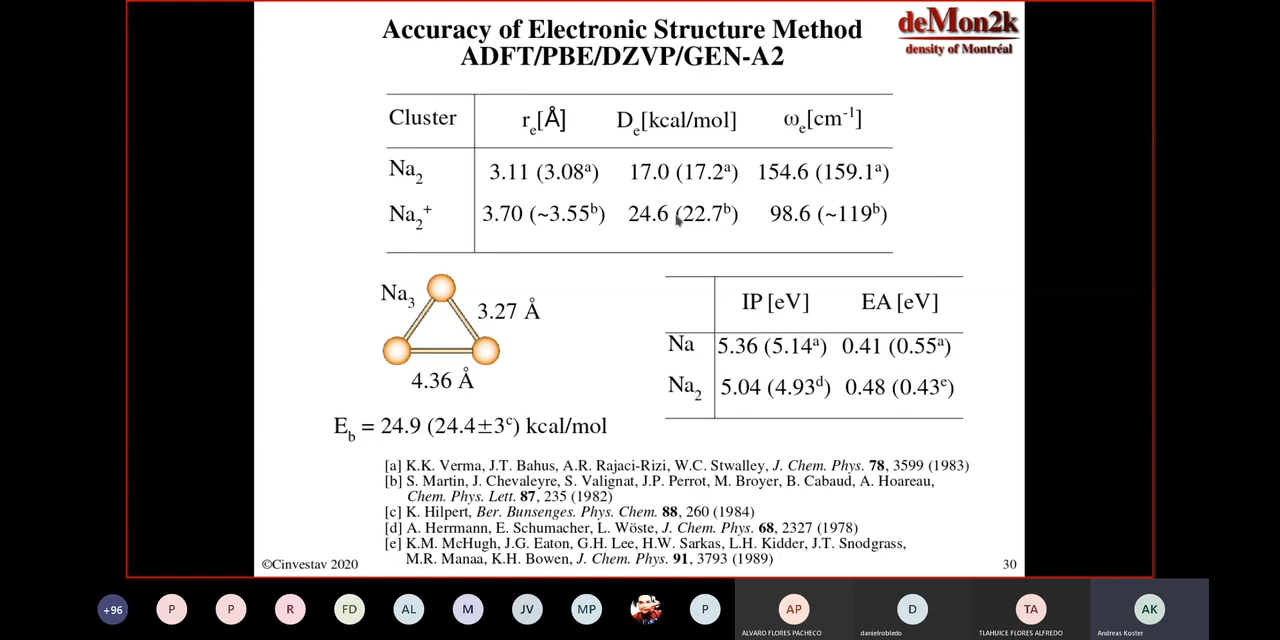 Accuracy of Electronic Structure Method
ADFT/PBE/DZVP/GEN-A2
deMon2k
density of Montréal
Cluster rₑ[Å] Dₑ[kcal/mol] ωₑ[cm⁻¹]
Na₂ 3.11 (3.08ᵃ) 17.0 (17.2ᵃ) 154.6 (159.1ᵃ)
Na₂⁺ 3.70 (~3.55ᵇ) 24.6 (22.7ᵇ) 98.6 (~119ᵇ)
Na₃
3.27 Å
4.36 Å
E_b = 24.9 (24.4±3ᶜ) kcal/mol
IP [eV] EA [eV]
Na 5.36 (5.14ᵃ) 0.41 (0.55ᵃ)
Na₂ 5.04 (4.93ᵈ) 0.48 (0.43ᵉ)
[a] K.K. Verma, J.T. Bahus, A.R. Rajaci-Rizi, W.C. Stwalley, J. Chem. Phys. 78, 3599 (1983)
[b] S. Martin, J. Chevaleyre, S. Valignat, J.P. Perrot, M. Broyer, B. Cabaud, A. Hoareau,
Chem. Phys. Lett. 87, 235 (1982)
[c] K. Hilpert, Ber. Bunsenges. Phys. Chem. 88, 260 (1984)
[d] A. Herrmann, E. Schumacher, L. Wöste, J. Chem. Phys. 68, 2327 (1978)
[e] K.M. McHugh, J.G. Eaton, G.H. Lee, H.W. Sarkas, L.H. Kidder, J.T. Snodgrass,
M.R. Manaa, K.H. Bowen, J. Chem. Phys. 91, 3793 (1989)
©Cinvestav 2020
30
+96 P P R FD AL M JV MP P AP D TA AK
ALVARO FLORES PACHECO danielrobledo TLAHUICE FLORES ALFREDO Andreas Koster